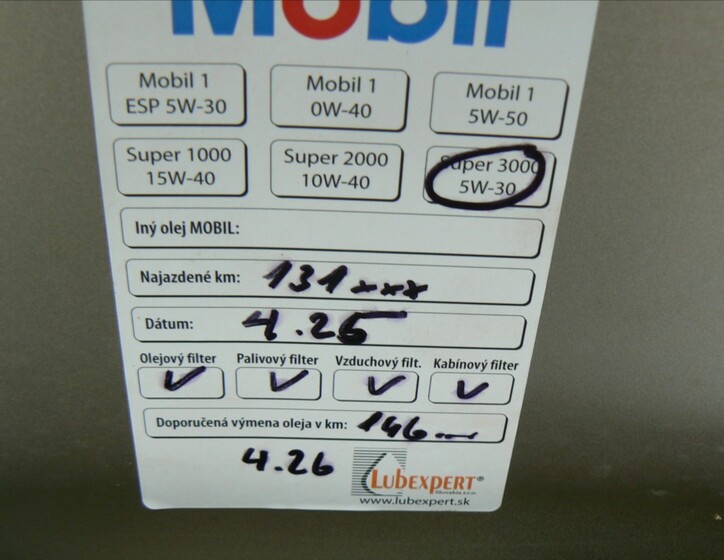 Mobil
Mobil 1
ESP 5W-30
Mobil 1
0W-40
Mobil 1
5W-50
Super 1000
15W-40
Super 2000
10W-40
Super 3000
5W-30
Iný olej MOBIL:
Najazdené km: 131xxx
Dátum: 4.25
Olejový filter
Palivový filter
Vzduchový filt.
Kabínový filter
Doporučená výmena oleja v km: 146
4.26
LUBEXPERT®
www.lubexpert.sk